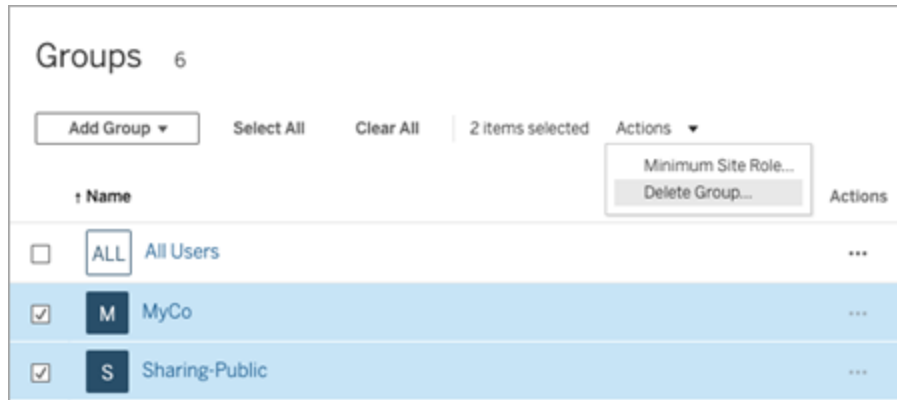 Groups 6
Add Group Select All Clear All 2 items selected Actions
Minimum Site Role...
Delete Group...
↑ Name Actions
ALL All Users ...
M MyCo ...
S Sharing-Public ...